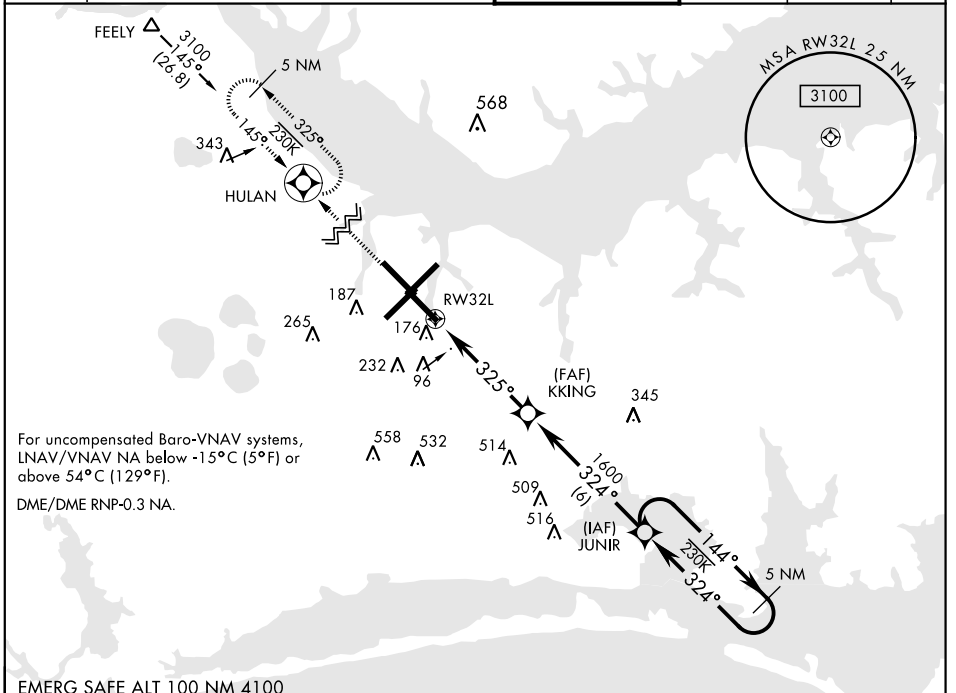 FEELY
3100
145°
(26.8)
5 NM
325°
230K
145°
343
HULAN
568
MSA RW32L 25 NM
3100
187
RW32L
265
176
232
96
325°
(FAF)
KKING
345
For uncompensated Baro-VNAV systems,
LNAV/VNAV NA below -15°C (5°F) or
above 54°C (129°F).
DME/DME RNP-0.3 NA.
558
532
514
1600
324°
(6)
509
516
(IAF)
JUNIR
144°
230K
324°
5 NM
EMERG SAFE ALT 100 NM 4100